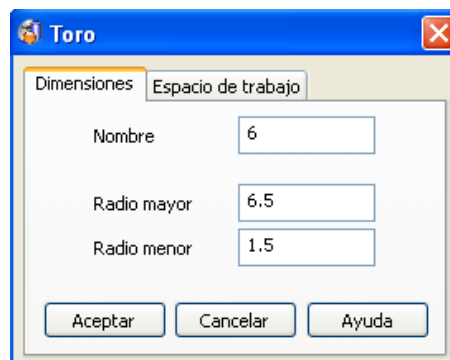 Toro
Dimensiones Espacio de trabajo
Nombre 6
Radio mayor 6.5
Radio menor 1.5
Aceptar Cancelar Ayuda